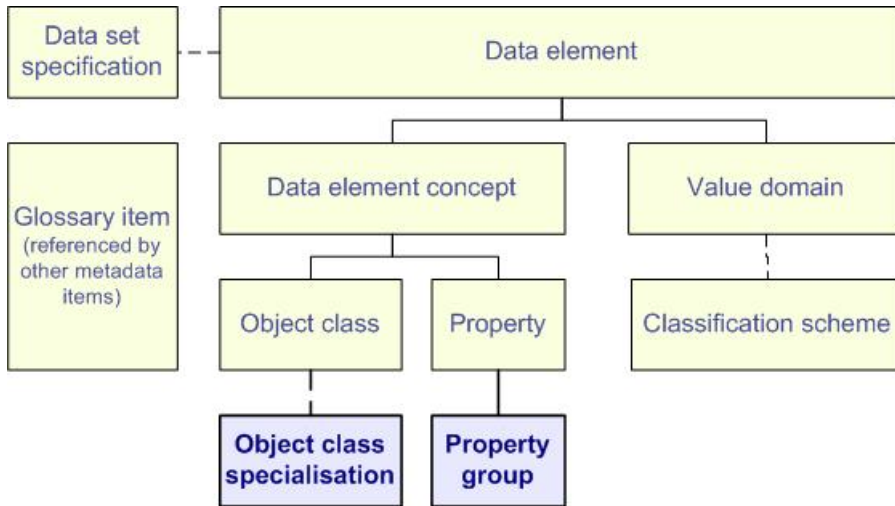 Data set
specification
Data element
Glossary item
(referenced by
other metadada
items)
Data element concept
Value domain
Object class
Property
Classification scheme
Object class
specialisation
Property
group